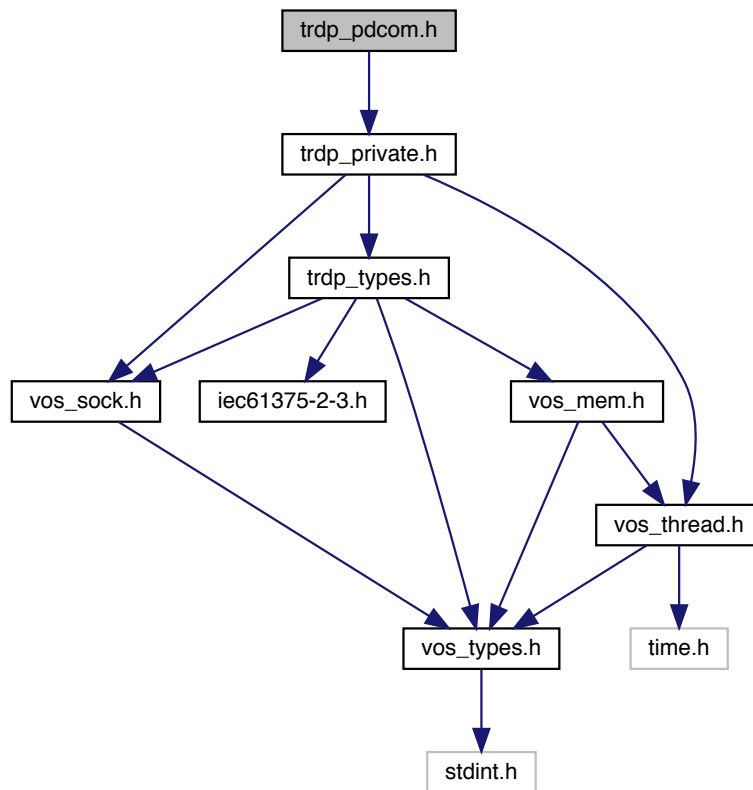 trdp_pdcom.h
trdp_private.h
trdp_types.h
vos_sock.h
iec61375-2-3.h
vos_mem.h
vos_thread.h
vos_types.h
time.h
stdint.h